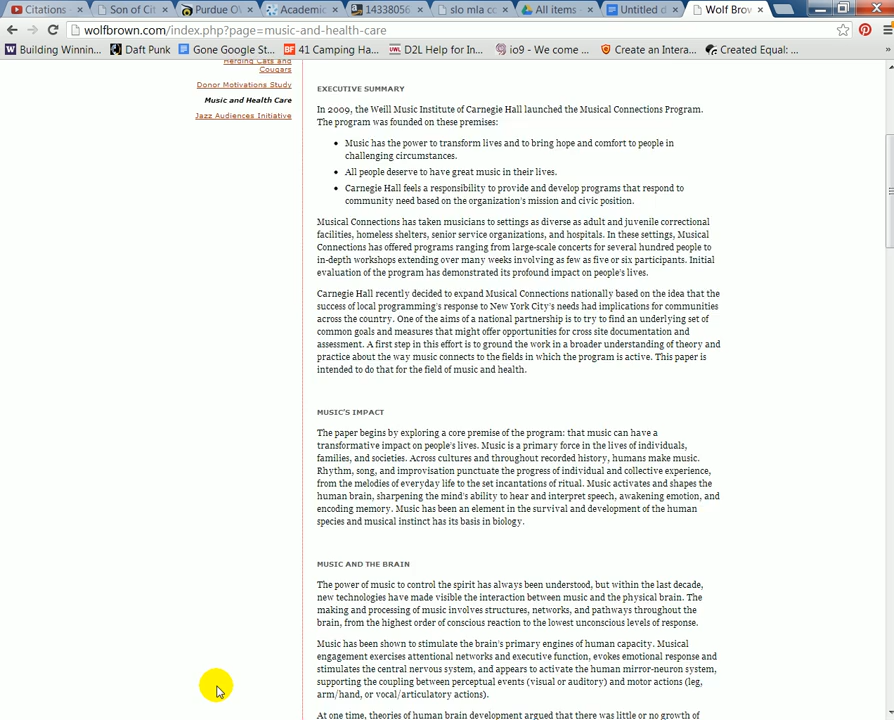 Citations
Son of Cit
Purdue OW
Academic
14338056
slo mla co
All items
Untitled d
Wolf Brow
wolfbrown.com/index.php?page=music-and-health-care
Building Winnin...
Daft Punk
Gone Google St...
41 Camping Ha...
D2L Help for In...
io9 - We come ...
Create an Intera...
Created Equal: ...
Herding Cats and
Cougars
Donor Motivations Study
Music and Health Care
Jazz Audiences Initiative
EXECUTIVE SUMMARY
In 2009, the Weill Music Institute of Carnegie Hall launched the Musical Connections Program.
The program was founded on these premises:
• Music has the power to transform lives and to bring hope and comfort to people in
challenging circumstances.
• All people deserve to have great music in their lives.
• Carnegie Hall feels a responsibility to provide and develop programs that respond to
community need based on the organization's mission and civic position.
Musical Connections has taken musicians to settings as diverse as adult and juvenile correctional
facilities, homeless shelters, senior service organizations, and hospitals. In these settings, Musical
Connections has offered programs ranging from large-scale concerts for several hundred people to
in-depth workshops extending over many weeks involving as few as five or six participants. Initial
evaluation of the program has demonstrated its profound impact on people's lives.
Carnegie Hall recently decided to expand Musical Connections nationally based on the idea that the
success of local programming's response to New York City's needs had implications for communities
across the country. One of the aims of a national partnership is to try to find an underlying set of
common goals and measures that might offer opportunities for cross site documentation and
assessment. A first step in this effort is to ground the work in a broader understanding of theory and
practice about the way music connects to the fields in which the program is active. This paper is
intended to do that for the field of music and health.
MUSIC'S IMPACT
The paper begins by exploring a core premise of the program: that music can have a
transformative impact on people's lives. Music is a primary force in the lives of individuals,
families, and societies. Across cultures and throughout recorded history, humans make music.
Rhythm, song, and improvisation punctuate the progress of individual and collective experience,
from the melodies of everyday life to the set incantations of ritual. Music activates and shapes the
human brain, sharpening the mind's ability to hear and interpret speech, awakening emotion, and
encoding memory. Music has been an element in the survival and development of the human
species and musical instinct has its basis in biology.
MUSIC AND THE BRAIN
The power of music to control the spirit has always been understood, but within the last decade,
new technologies have made visible the interaction between music and the physical brain. The
making and processing of music involves structures, networks, and pathways throughout the
brain, from the highest order of conscious reaction to the lowest unconscious levels of response.
Music has been shown to stimulate the brain's primary engines of human capacity. Musical
engagement exercises attentional networks and executive function, evokes emotional response and
stimulates the central nervous system, and appears to activate the human mirror-neuron system,
supporting the coupling between perceptual events (visual or auditory) and motor actions (leg,
arm/hand, or vocal/articulatory actions).
At one time, theories of human brain development argued that there was little or no growth of